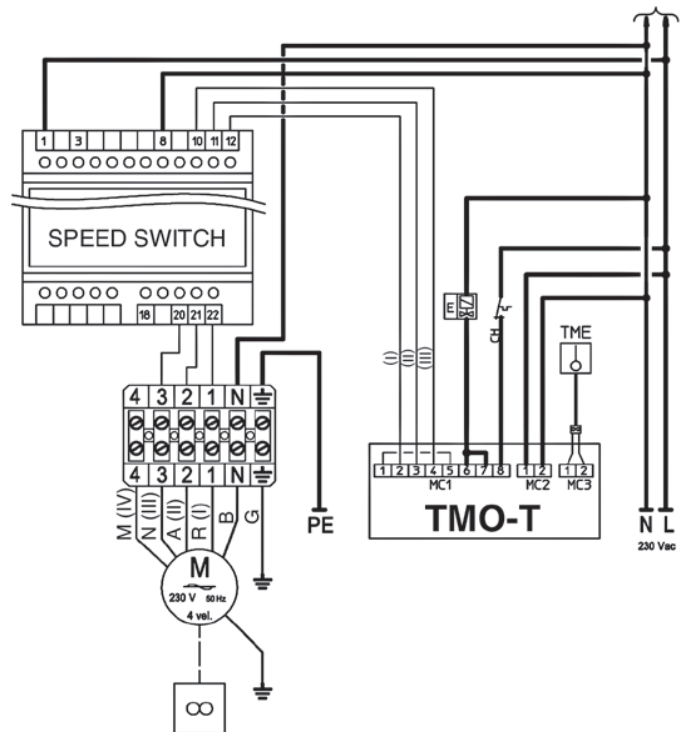 1 3 8 10 11 12
SPEED SWITCH
18 20 21 22
E
CH
TME
(I)
(II)
(III)
4 3 2 1 N
4 3 2 1 N
1 2 3 4 5 6 7 8
MC1
1 2
MC2
1 2
MC3
TMO-T
M (IV)
N (III)
A (II)
R (I)
B
G
PE
N L
230 Vac
M
230 V 50 Hz
4 vel.